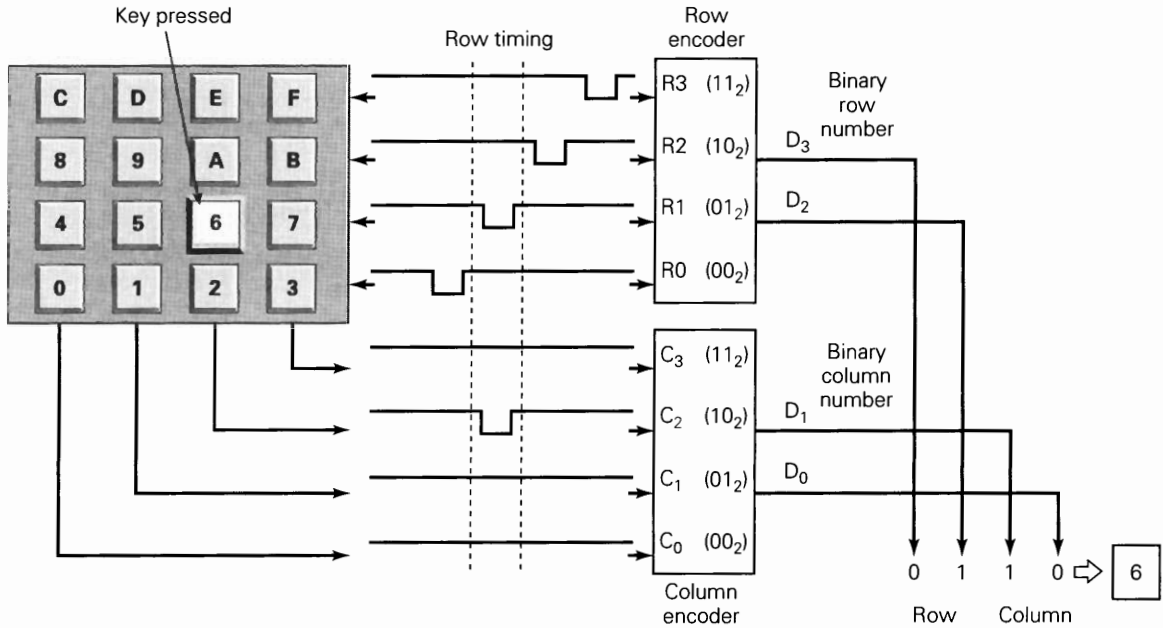 Key pressed
Row timing
Row
encoder
C D E F
8 9 A B
4 5 6 7
0 1 2 3
R3 (11₂)
R2 (10₂)
R1 (01₂)
R0 (00₂)
Binary
row
number
D₃
D₂
C₃ (11₂)
C₂ (10₂)
C₁ (01₂)
C₀ (00₂)
Column
encoder
Binary
column
number
D₁
D₀
0 1 1 0 6
Row Column